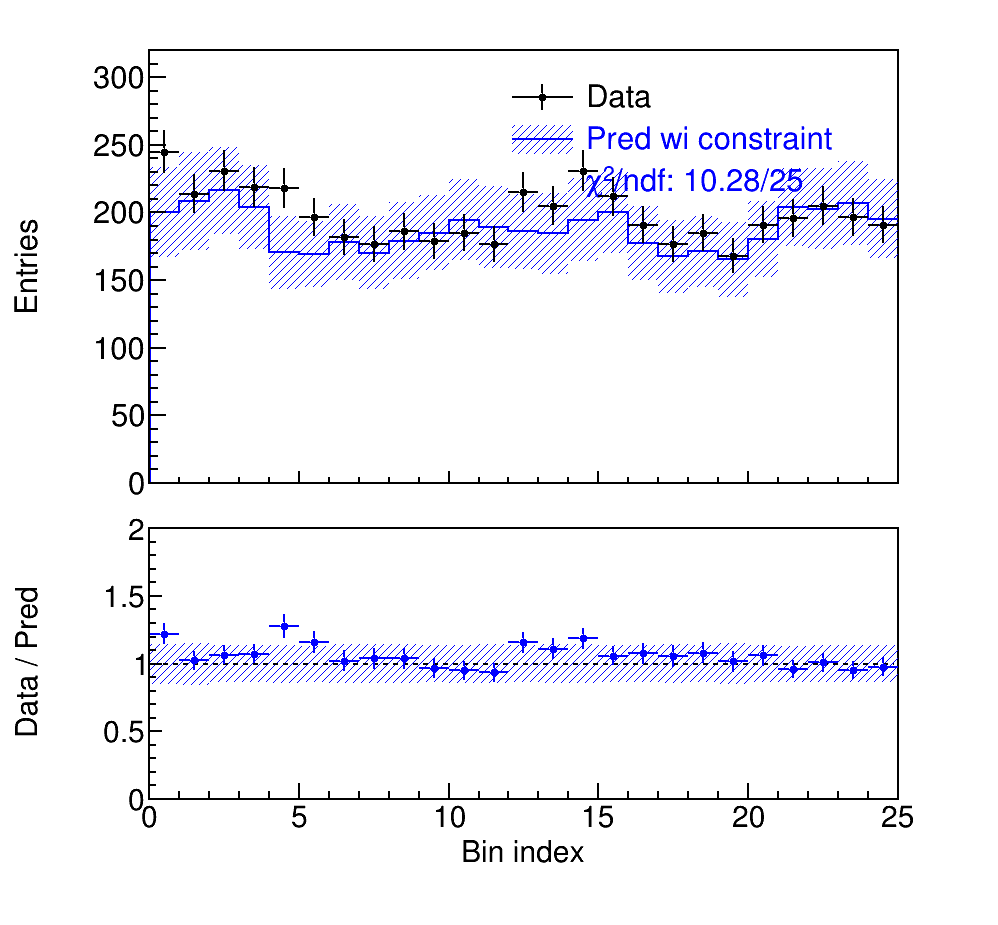 Data
Pred wi constraint
χ²/ndf: 10.28/25
Entries
300
250
200
150
100
50
0
Data / Pred
2
1.5
1
0.5
0
0 5 10 15 20 25
Bin index